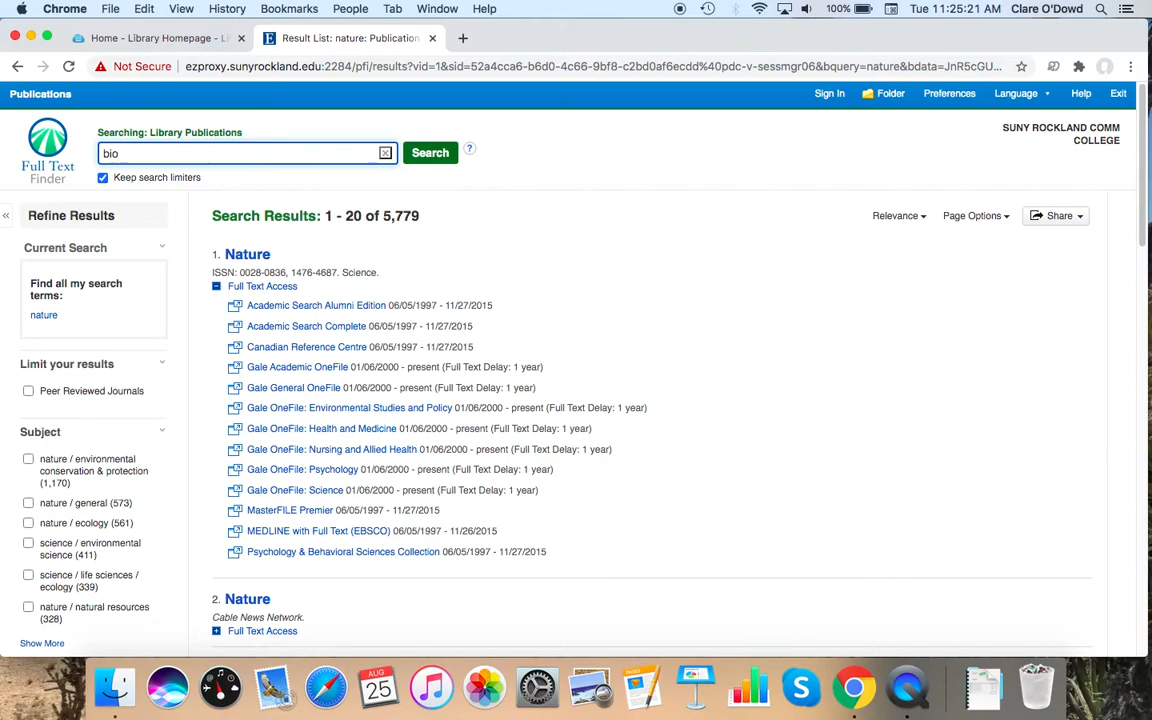 Chrome File Edit View History Bookmarks People Tab Window Help 100% Tue 11:25:21 AM Clare O'Dowd
Home - Library Homepage - Li
Result List: nature: Publication
Not Secure ezproxy.sunyrockland.edu:2284/pfi/results?vid=1&sid=52a4cca6-b6d0-4c66-9bf8-c2bd0af6ecdd%40pdc-v-sessmgr06&bquery=nature&bdata=JnR5cGU...
Publications Sign In Folder Preferences Language Help Exit
Full Text Finder
Searching: Library Publications
bio
Search
?
Keep search limiters
SUNY ROCKLAND COMM
COLLEGE
Refine Results
Current Search
Find all my search
terms:
nature
Limit your results
Peer Reviewed Journals
Subject
nature / environmental
conservation & protection
(1,170)
nature / general (573)
nature / ecology (561)
science / environmental
science (411)
science / life sciences /
ecology (339)
nature / natural resources
(328)
Show More
Search Results: 1 - 20 of 5,779
Relevance Page Options Share
1. Nature
ISSN: 0028-0836, 1476-4687. Science.
Full Text Access
Academic Search Alumni Edition 06/05/1997 - 11/27/2015
Academic Search Complete 06/05/1997 - 11/27/2015
Canadian Reference Centre 06/05/1997 - 11/27/2015
Gale Academic OneFile 01/06/2000 - present (Full Text Delay: 1 year)
Gale General OneFile 01/06/2000 - present (Full Text Delay: 1 year)
Gale OneFile: Environmental Studies and Policy 01/06/2000 - present (Full Text Delay: 1 year)
Gale OneFile: Health and Medicine 01/06/2000 - present (Full Text Delay: 1 year)
Gale OneFile: Nursing and Allied Health 01/06/2000 - present (Full Text Delay: 1 year)
Gale OneFile: Psychology 01/06/2000 - present (Full Text Delay: 1 year)
Gale OneFile: Science 01/06/2000 - present (Full Text Delay: 1 year)
MasterFILE Premier 06/05/1997 - 11/27/2015
MEDLINE with Full Text (EBSCO) 06/05/1997 - 11/26/2015
Psychology & Behavioral Sciences Collection 06/05/1997 - 11/27/2015
2. Nature
Cable News Network.
Full Text Access
AUG
25